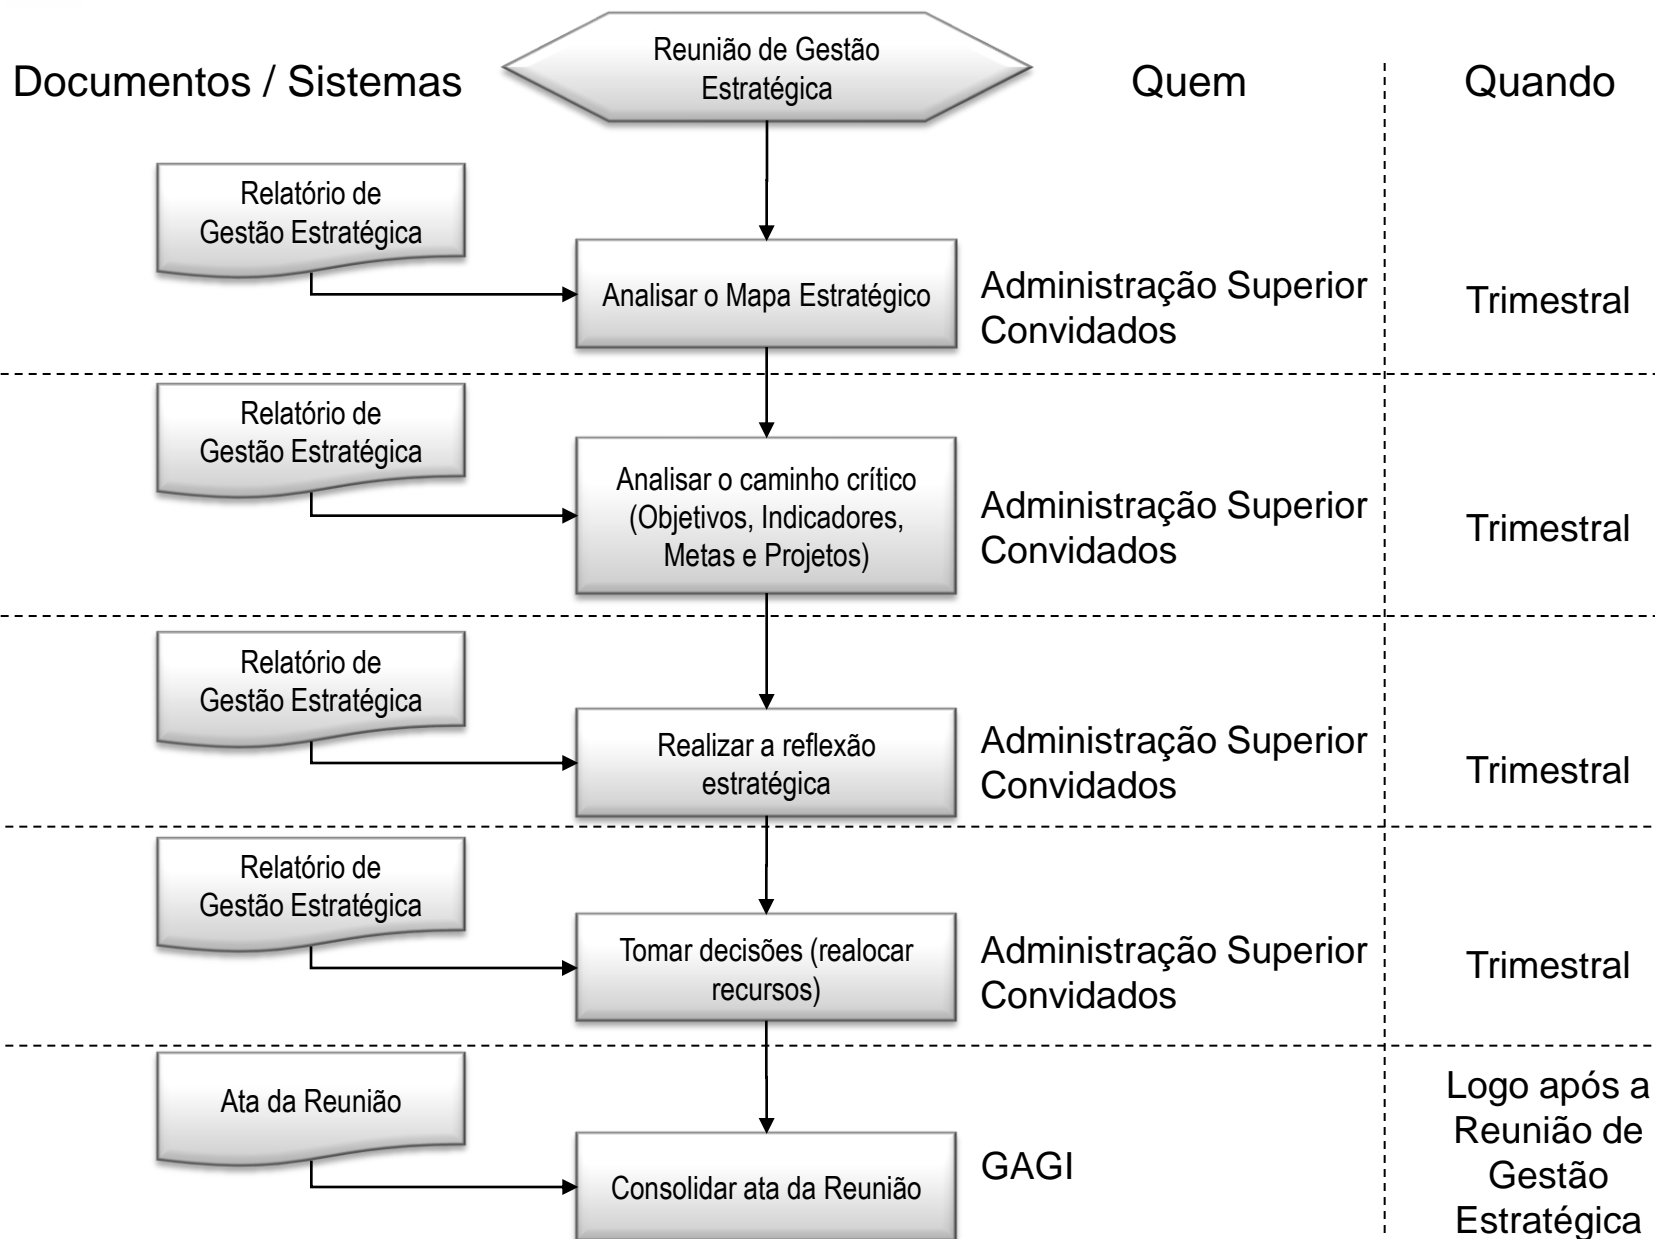 Documentos / Sistemas
Reunião de Gestão
Estratégica
Quem
Quando
Relatório de
Gestão Estratégica
Analisar o Mapa Estratégico
Administração Superior
Convidados
Trimestral
Relatório de
Gestão Estratégica
Analisar o caminho crítico
(Objetivos, Indicadores,
Metas e Projetos)
Administração Superior
Convidados
Trimestral
Relatório de
Gestão Estratégica
Realizar a reflexão
estratégica
Administração Superior
Convidados
Trimestral
Relatório de
Gestão Estratégica
Tomar decisões (realocar
recursos)
Administração Superior
Convidados
Trimestral
Ata da Reunião
Consolidar ata da Reunião
GAGI
Logo após a
Reunião de
Gestão
Estratégica